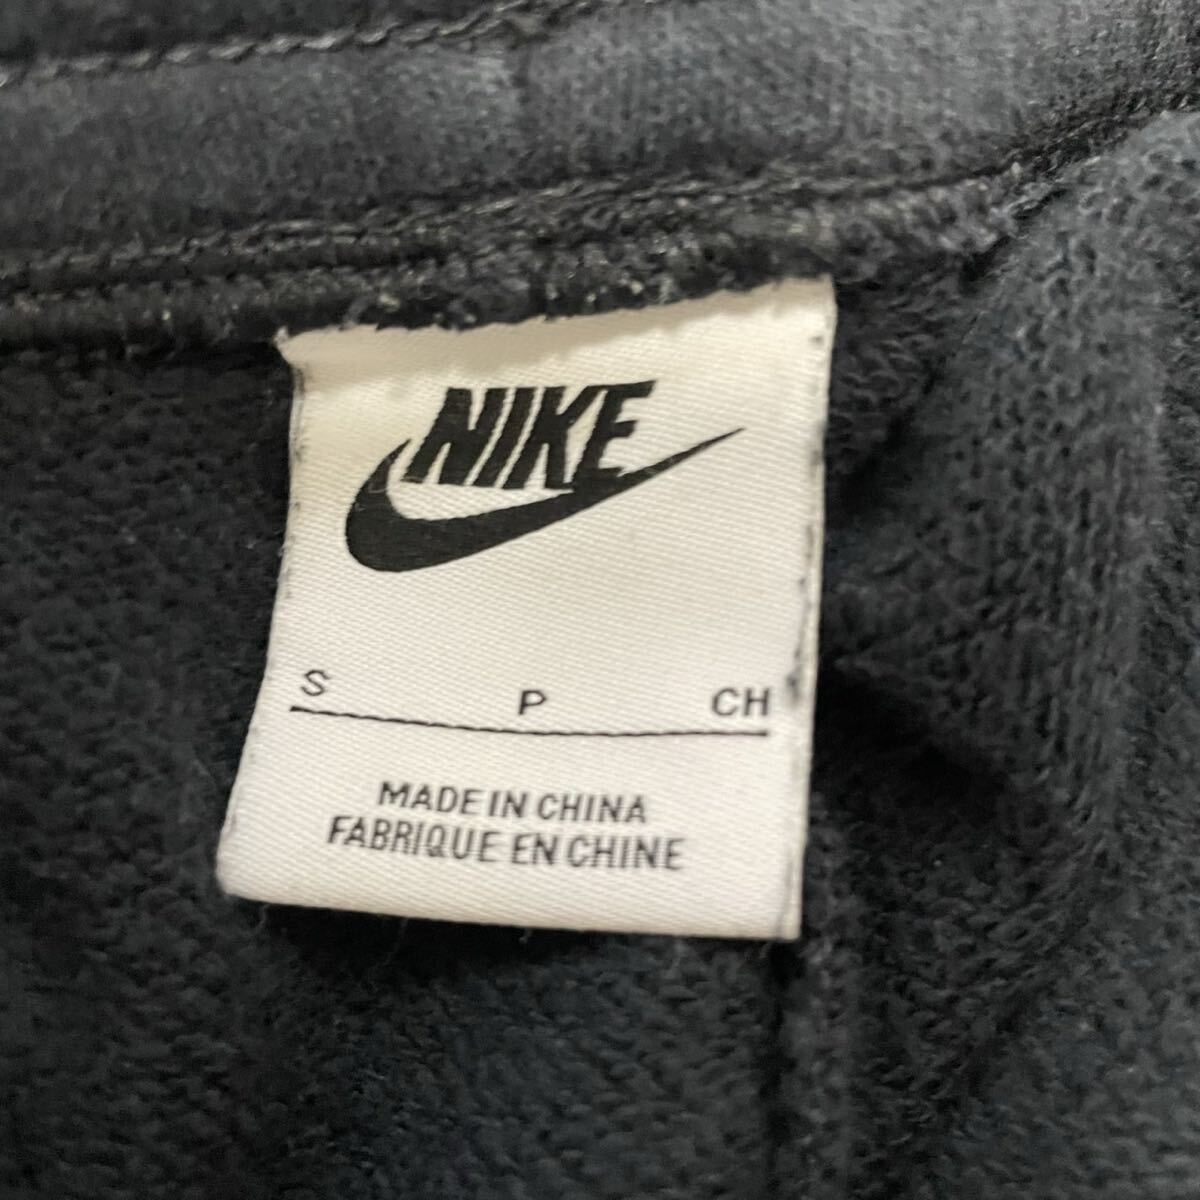 NIKE
S P CH
MADE IN CHINA
FABRIQUE EN CHINE